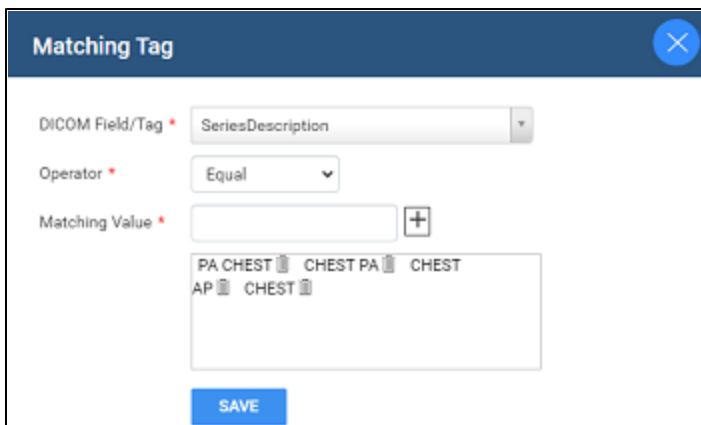 Matching Tag
DICOM Field/Tag * SeriesDescription
Operator * Equal
Matching Value *
PA CHEST CHEST PA CHEST
AP CHEST
SAVE